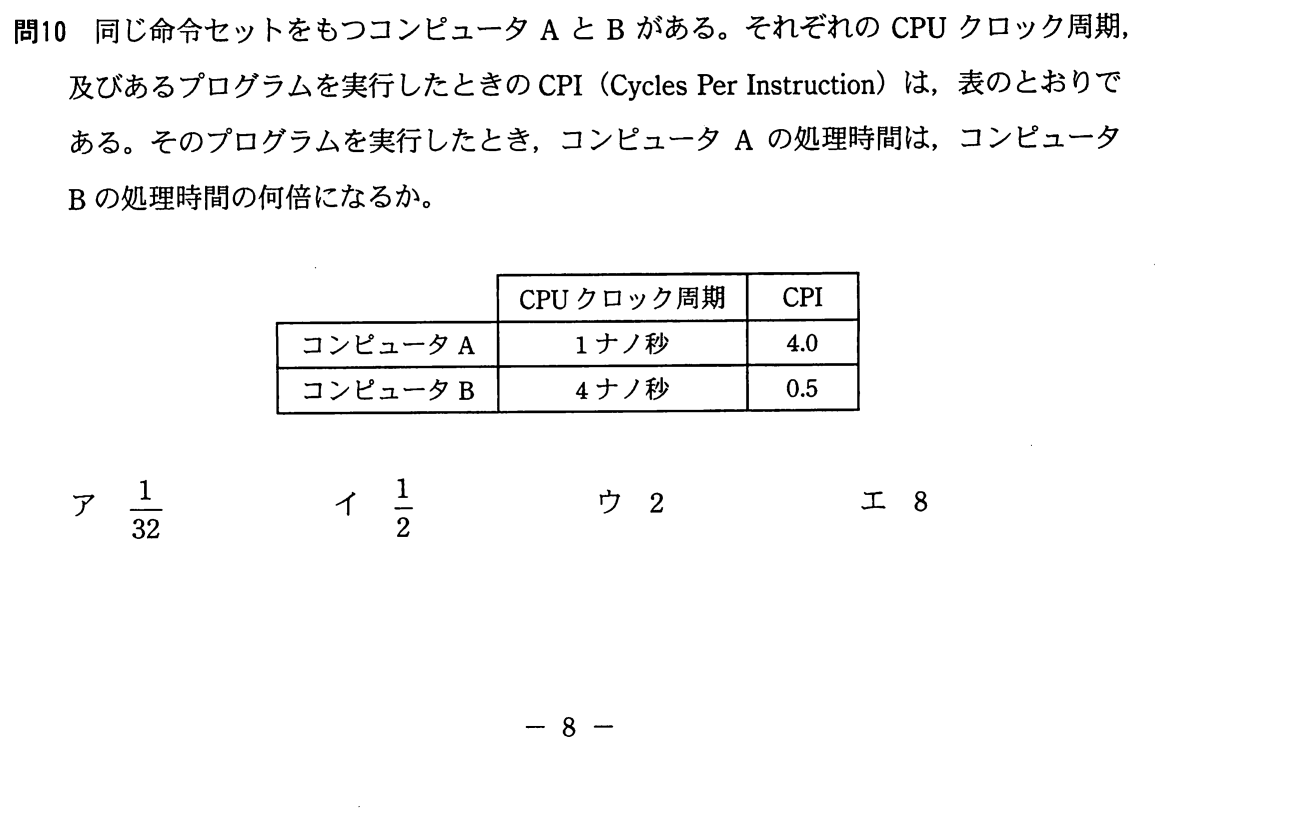 問10 同じ命令セットをもつコンピュータ A と B がある。それぞれの CPU クロック周期，
及びあるプログラムを実行したときの CPI（Cycles Per Instruction）は，表のとおりで
ある。そのプログラムを実行したとき，コンピュータ A の処理時間は，コンピュータ
B の処理時間の何倍になるか。
CPU クロック周期 CPI
コンピュータ A 1 ナノ秒 4.0
コンピュータ B 4 ナノ秒 0.5
ア 1/32 イ 1/2 ウ 2 エ 8
－ 8 －